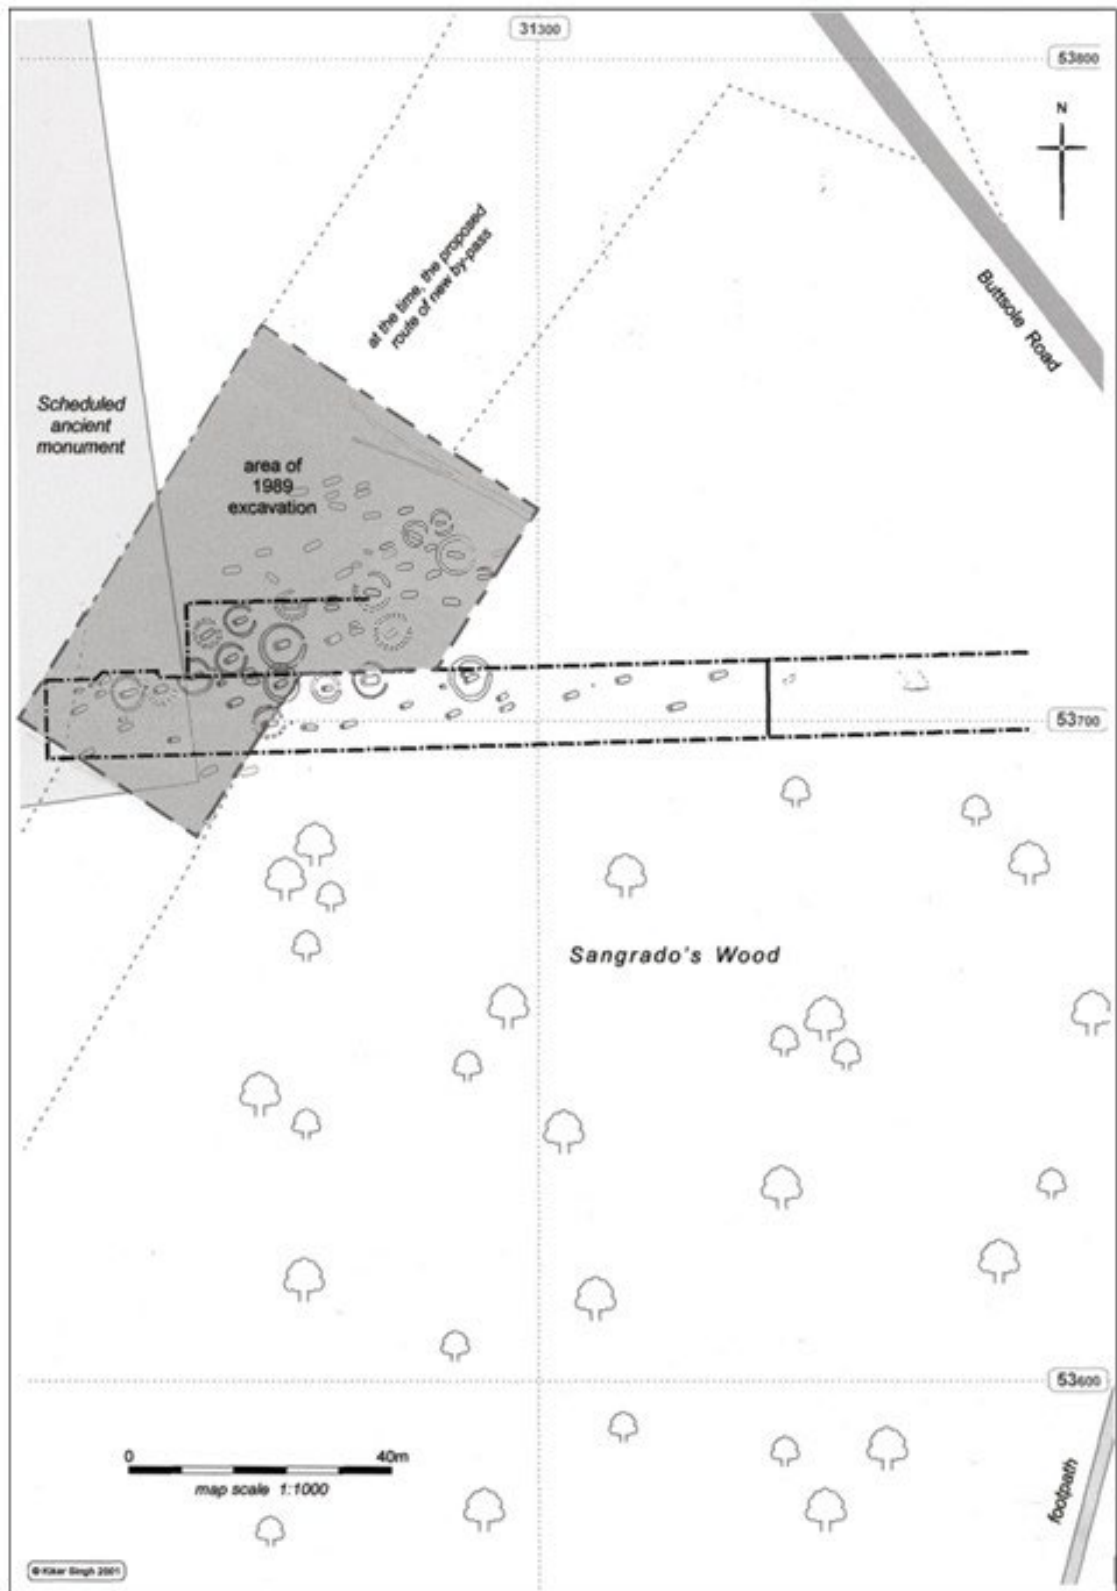 31300
53800
N
at the time, the proposed
route of new by-pass
Buttsole Road
Scheduled
ancient
monument
area of
1989
excavation
53700
Sangrado's Wood
53600
0 40m
map scale 1:1000
footpath
© Kikar Singh 2001